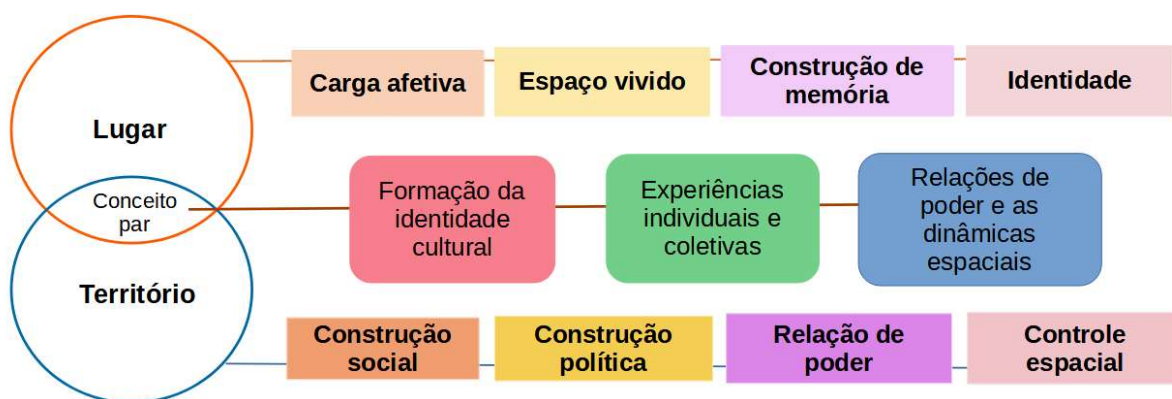 Lugar
Carga afetiva
Espaço vivido
Construção de
memória
Identidade
Conceito
par
Formação da
identidade
cultural
Experiências
individuais e
coletivas
Relações de
poder e as
dinâmicas
espaciais
Território
Construção
social
Construção
política
Relação de
poder
Controle
espacial